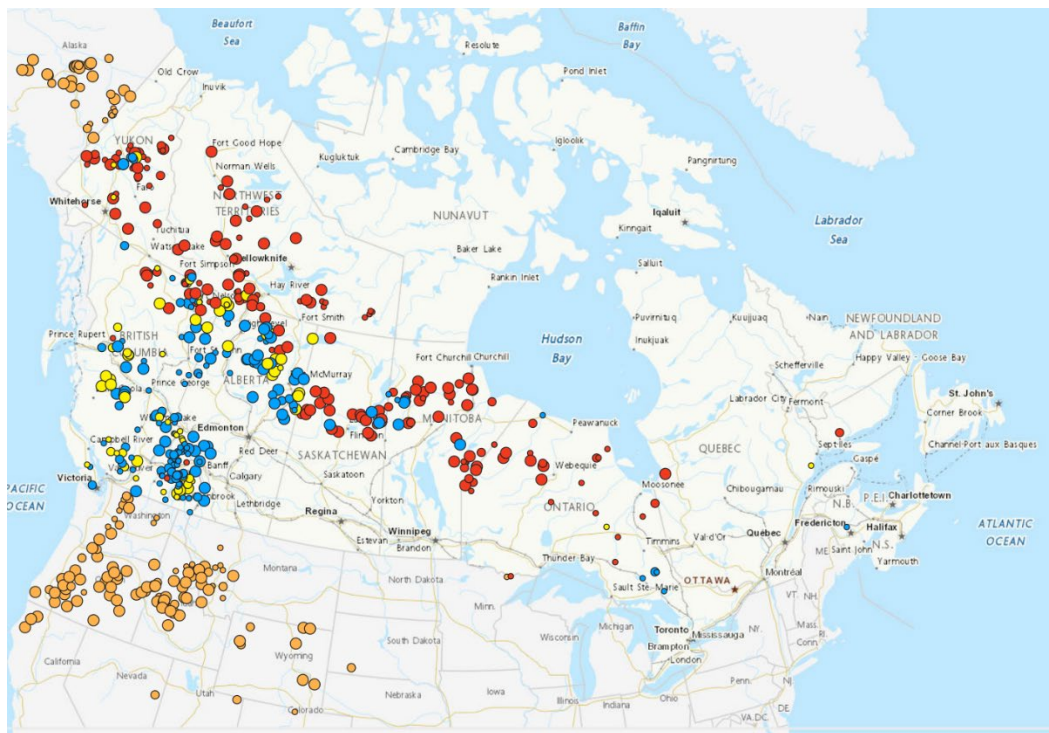 Beaufort
Sea
Baffin
Bay
Alaska
Resolute
Old Crow
Inuvik
Pond Inlet
YUKON
Fort Good Hope
Kugluktuk
Cambridge Bay
Igloolik
Norman Wells
Pangnirtung
Whitehorse
TERRITORIES
NUNAVUT
Iqaluit
Kinngait
Labrador
Sea
Baker Lake
Salluit
Fort Simpson
Rankin Inlet
Hay River
Fort Smith
Puvirnituq
Kuujjuaq
Nain
NEWFOUNDLAND
AND LABRADOR
Prince Rupert
BRITISH
Hudson
Bay
Inukjuak
Happy Valley
Goose Bay
Schefferville
Fort Churchill
Churchill
Prince George
ALBERTA
McMurray
Labrador City
Fermont
St. John's
Corner Brook
MANITOBA
Peawanuck
Campbell River
Edmonton
Red Deer
SASKATCHEWAN
QUEBEC
Sept-Iles
Channel-Port aux Basques
Victoria
Banff
Calgary
Saskatoon
Webequie
Moosonee
Chibougamau
Gaspé
Rimouski
PACIFIC
OCEAN
Lethbridge
Yorkton
Regina
ONTARIO
P.E.I.
Charlottetown
N.B.
Washington
Winnipeg
Estevan
Brandon
Timmins
Val-d'Or
Québec
Fredericton
Halifax
ATLANTIC
OCEAN
Thunder Bay
ME
Saint John
N.S.
Yarmouth
Montana
North Dakota
Sault Ste. Marie
OTTAWA
Montréal
Minn.
VT.
NH.
South Dakota
Wisconsin
Michigan
Toronto
Mississauga
NY.
Mass.
RI.
Conn.
Brampton
London
California
Wyoming
Nevada
Utah
Nebraska
Iowa
Illinois
Indiana
Ohio
Penn.
NJ
Colorado
VA.
DC.
DE